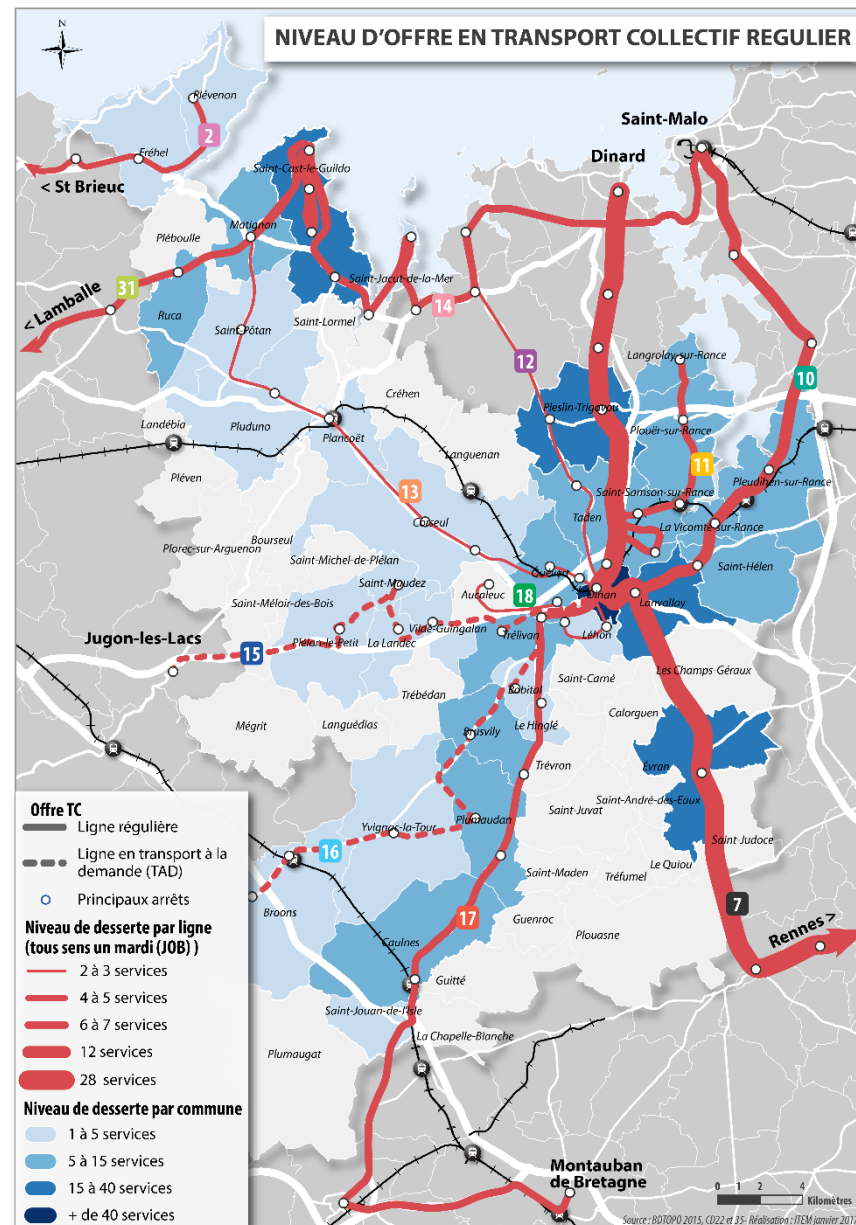 N
NIVEAU D'OFFRE EN TRANSPORT COLLECTIF REGULIER
Plévenon
2
Saint-Malo
Fréhel
Saint-Cast-le-Guildo
Dinard
< St Brieuc
Matignon
Pléboulle
Saint-Jacut-de-la-Mer
31
< Lamballe
14
Ruca
Saint-Lormel
Saint-Pôtan
12
Langrolay-sur-Rance
10
Créhen
Pleslin-Trigavou
Plouër-sur-Rance
Landébia
Pluduno
Plancoët
Languenan
11
Pléven
13
Saint-Samson-sur-Rance
Pleudihen-sur-Rance
Corseul
Taden
La Vicomté-sur-Rance
Plorec-sur-Arguenon
Bourseul
Saint-Michel-de-Plélan
Saint-Hélen
Quévert
Saint-Maudez
Aucaleuc
18
Dinan
Lanvallay
Saint-Méloir-des-Bois
Vildé-Guingalan
Trélivan
Léhon
Jugon-les-Lacs
15
Plélan-le-Petit
La Landec
Saint-Carné
Les Champs-Géraux
Trébédan
Bobital
Mégrit
Languédias
Calorguen
Brusvily
Le Hinglé
Trévron
Évran
Saint-André-des-Eaux
Saint-Juvat
Plumaudan
Yvignac-la-Tour
Saint-Judoce
16
Le Quiou
Saint-Maden
Tréfumel
Broons
7
17
Guenroc
Plouasne
Rennes >
Caulnes
Guitté
Saint-Jouan-de-l'Isle
La Chapelle-Blanche
Plumaugat
Montauban
de Bretagne
Offre TC
Ligne régulière
Ligne en transport à la
demande (TAD)
Principaux arrêts
Niveau de desserte par ligne
(tous sens un mardi (JOB) )
2 à 3 services
4 à 5 services
6 à 7 services
12 services
28 services
Niveau de desserte par commune
1 à 5 services
5 à 15 services
15 à 40 services
+ de 40 services
0 1 2 4
Kilomètres
Source : BDTOPO 2015, CD22 et 35- Réalisation : ITEM janvier 2017